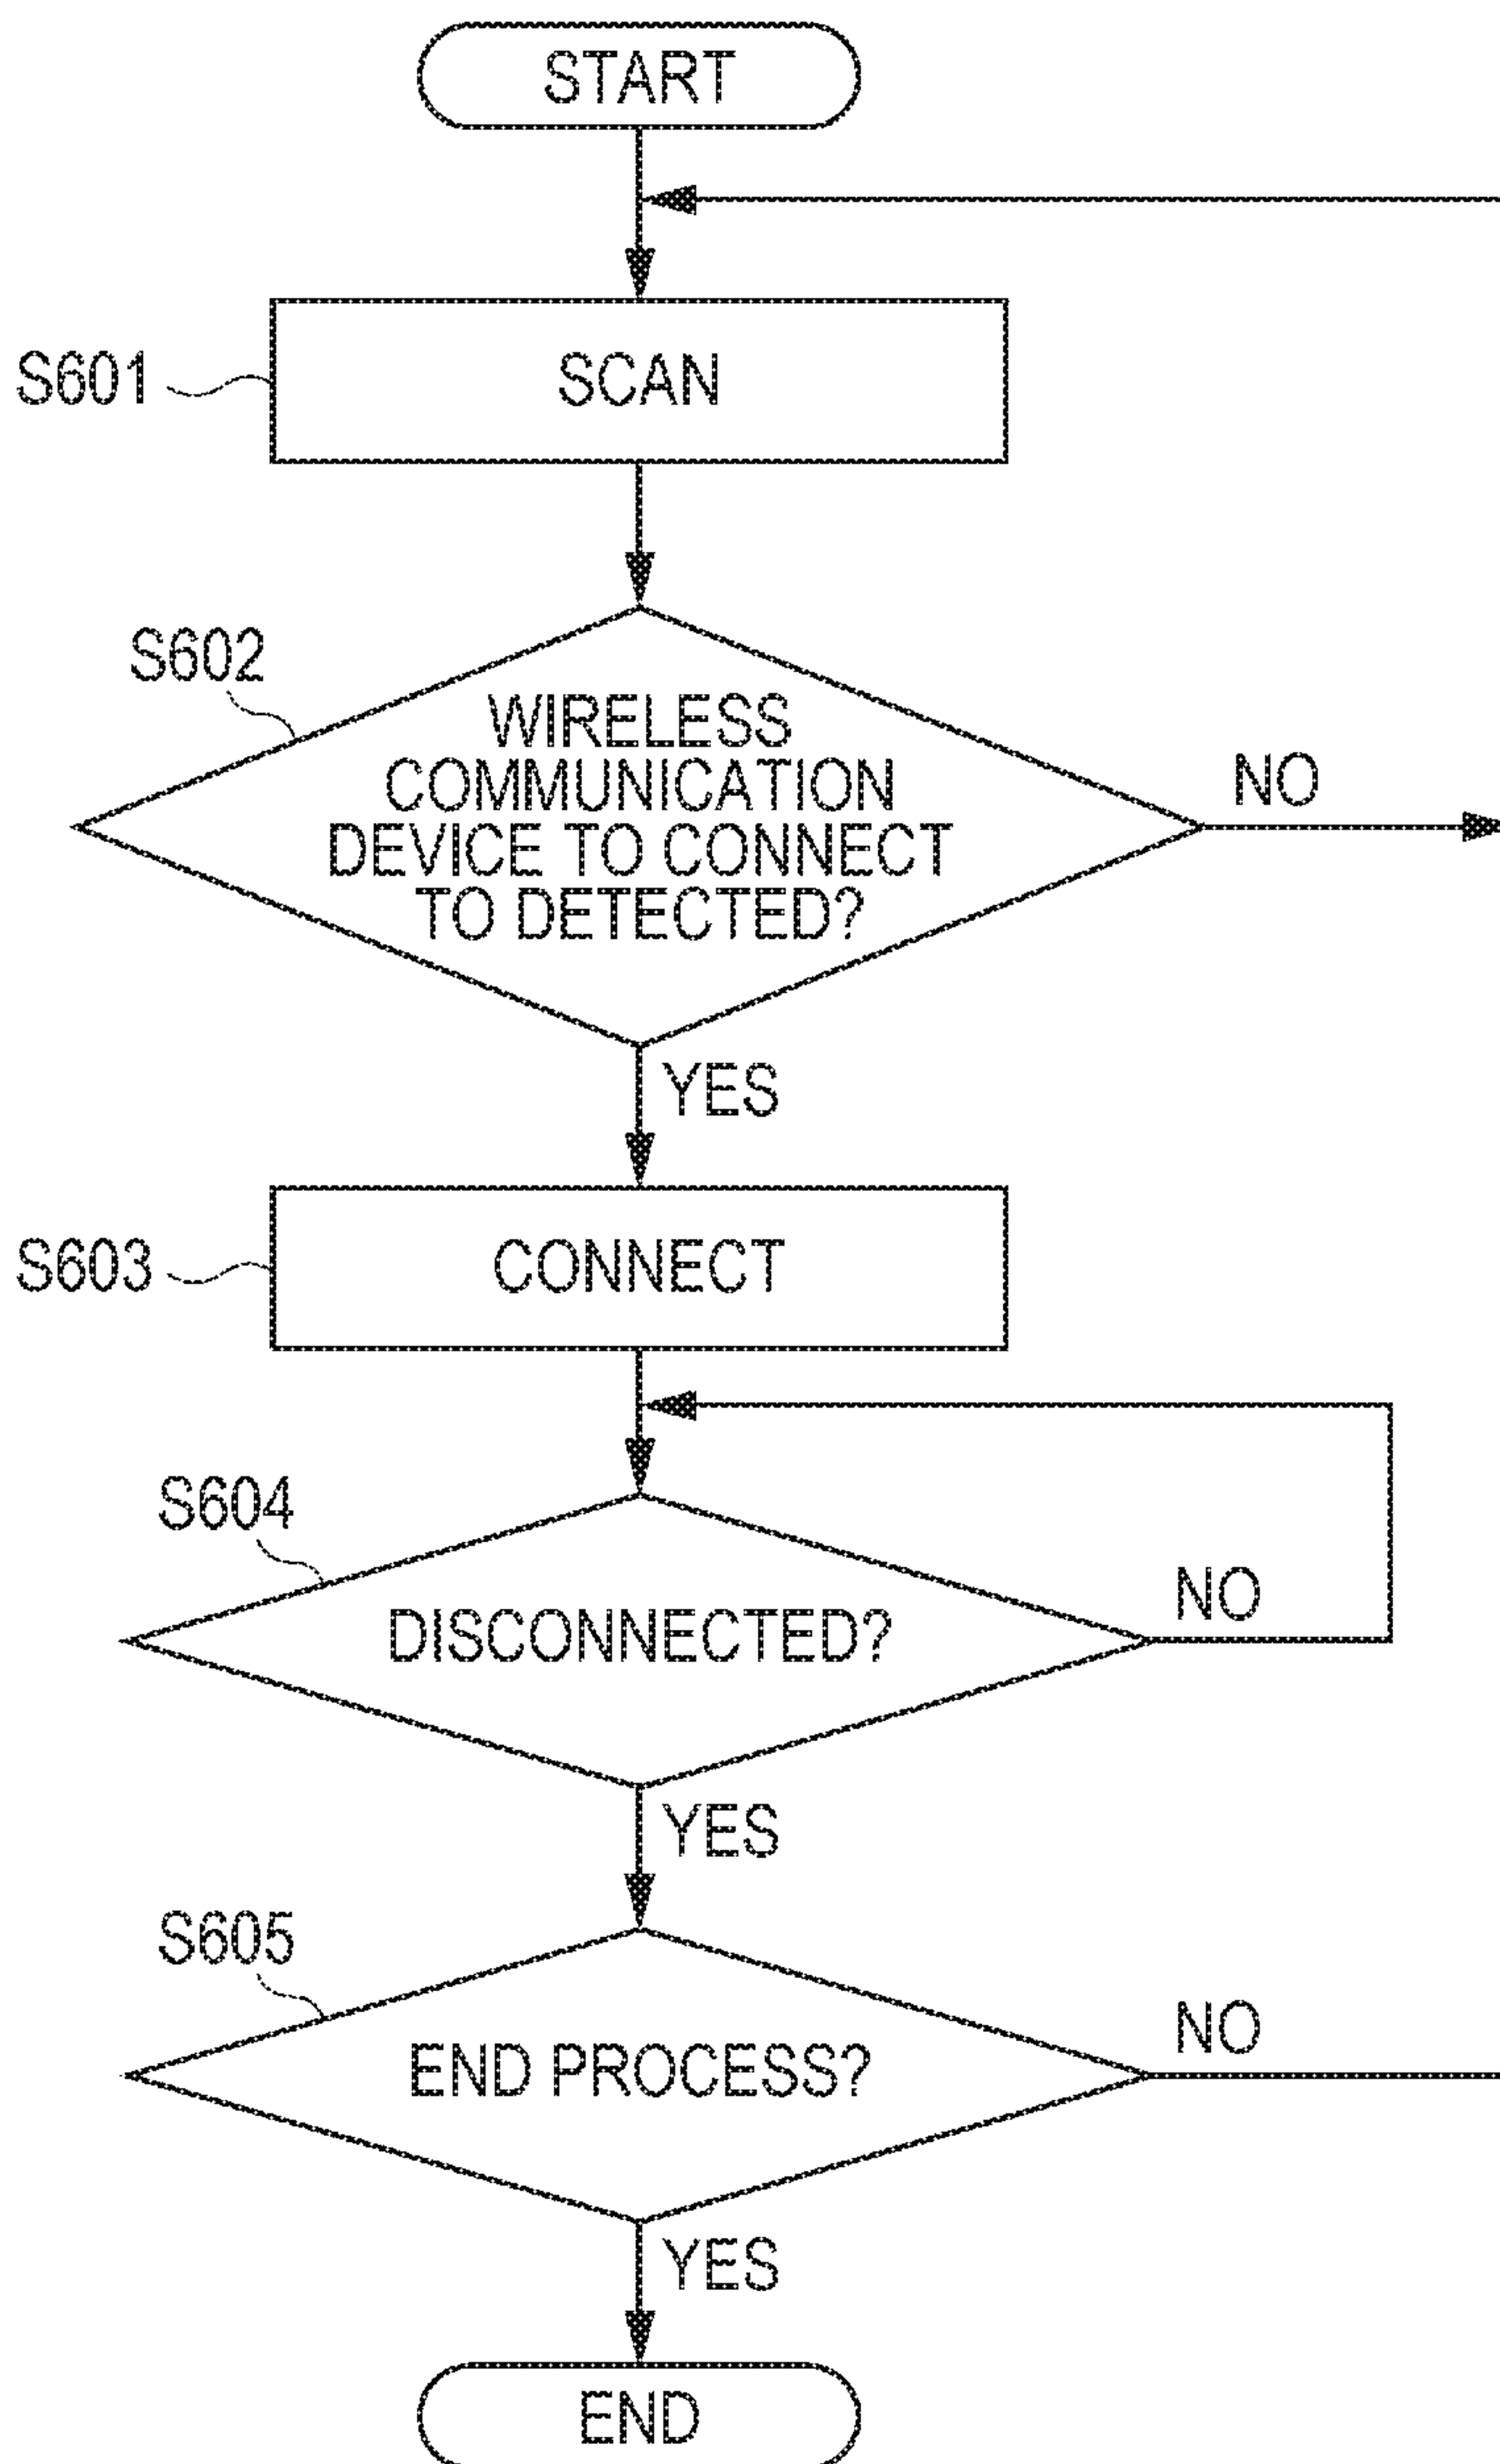 START
S601
SCAN
S602
WIRELESS
COMMUNICATION
DEVICE TO CONNECT
TO DETECTED?
NO
YES
S603
CONNECT
S604
DISCONNECTED?
NO
YES
S605
END PROCESS?
NO
YES
END